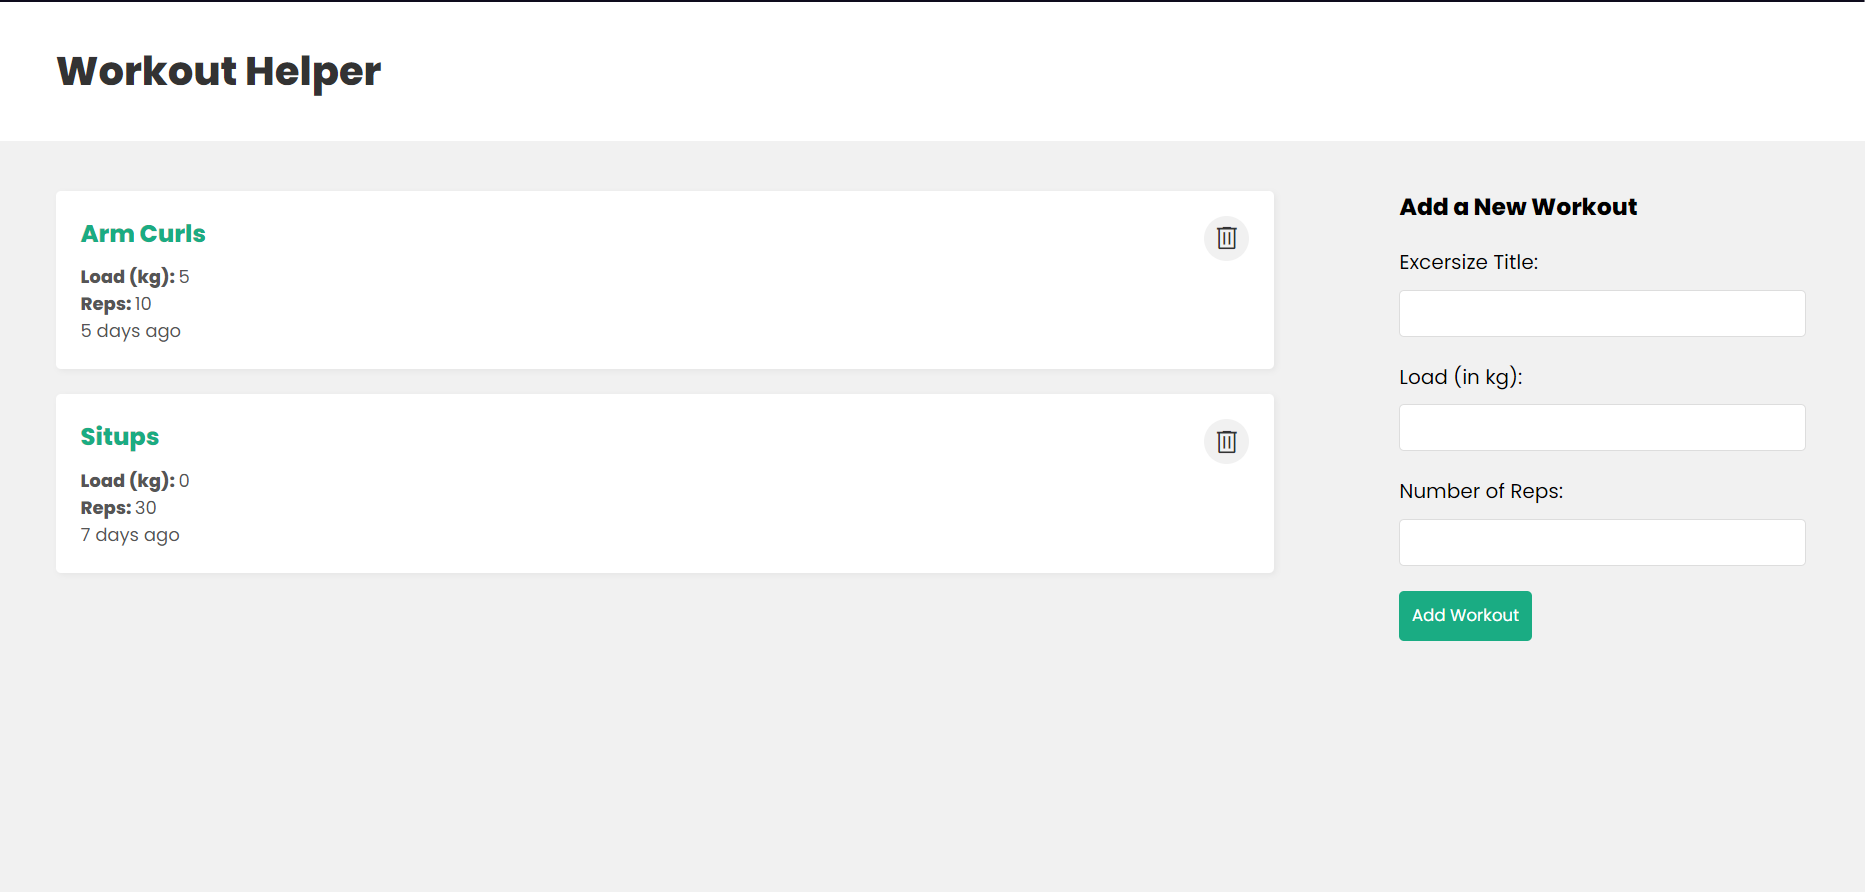 Workout Helper
Arm Curls
Load (kg): 5
Reps: 10
5 days ago
Situps
Load (kg): 0
Reps: 30
7 days ago
Add a New Workout
Excersize Title:
Load (in kg):
Number of Reps:
Add Workout